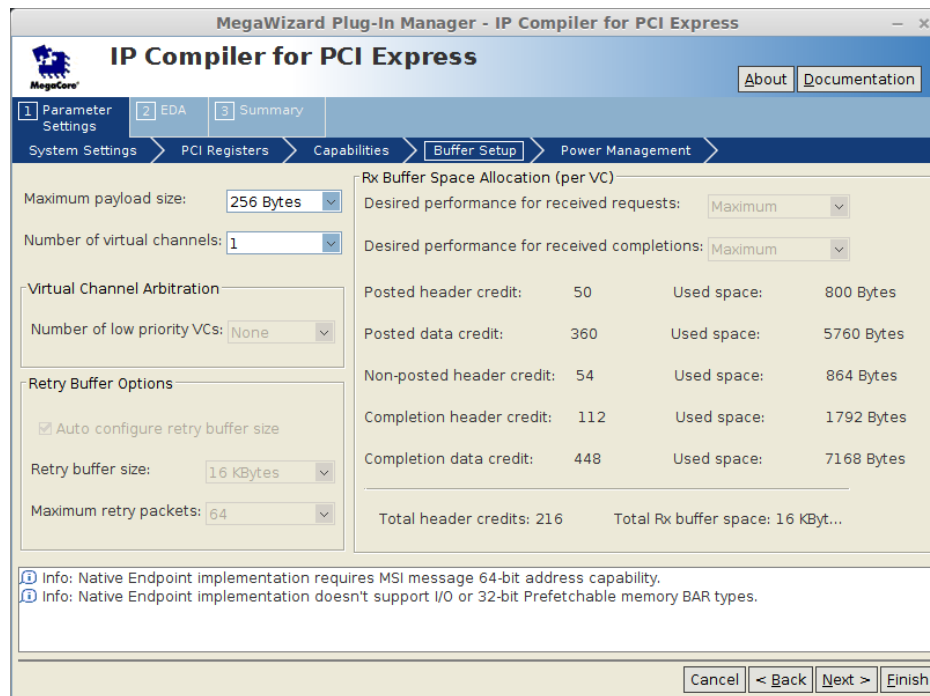 MegaWizard Plug-In Manager - IP Compiler for PCI Express
IP Compiler for PCI Express
MegaCore®
About
Documentation
1 Parameter Settings
2 EDA
3 Summary
System Settings
PCI Registers
Capabilities
Buffer Setup
Power Management
Maximum payload size: 256 Bytes
Number of virtual channels: 1
Virtual Channel Arbitration
Number of low priority VCs: None
Retry Buffer Options
Auto configure retry buffer size
Retry buffer size: 16 KBytes
Maximum retry packets: 64
Rx Buffer Space Allocation (per VC)
Desired performance for received requests: Maximum
Desired performance for received completions: Maximum
Posted header credit: 50 Used space: 800 Bytes
Posted data credit: 360 Used space: 5760 Bytes
Non-posted header credit: 54 Used space: 864 Bytes
Completion header credit: 112 Used space: 1792 Bytes
Completion data credit: 448 Used space: 7168 Bytes
Total header credits: 216 Total Rx buffer space: 16 KByt...
Info: Native Endpoint implementation requires MSI message 64-bit address capability.
Info: Native Endpoint implementation doesn't support I/O or 32-bit Prefetchable memory BAR types.
Cancel
< Back
Next >
Finish